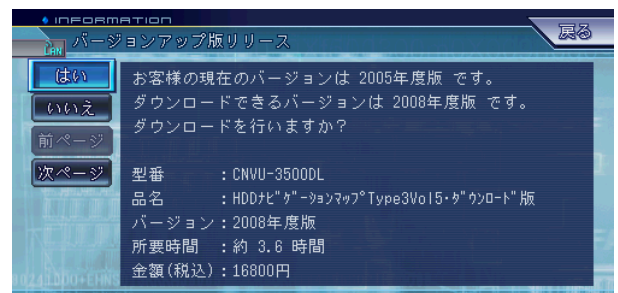 INFORMATION
LAN バージョンアップ版リリース
戻る
はい
いいえ
前ページ
次ページ
お客様の現在のバージョンは 2005年度版 です。
ダウンロードできるバージョンは 2008年度版 です。
ダウンロードを行いますか？
型番　　　：CNVU-3500DL
品名　　　：HDDﾅﾋﾞｹﾞｰｼｮﾝﾏｯﾌﾟType3Vol5･ﾀﾞｳﾝﾛｰﾄﾞ版
バージョン：2008年度版
所要時間　：約 3.6 時間
金額(税込)：16800円